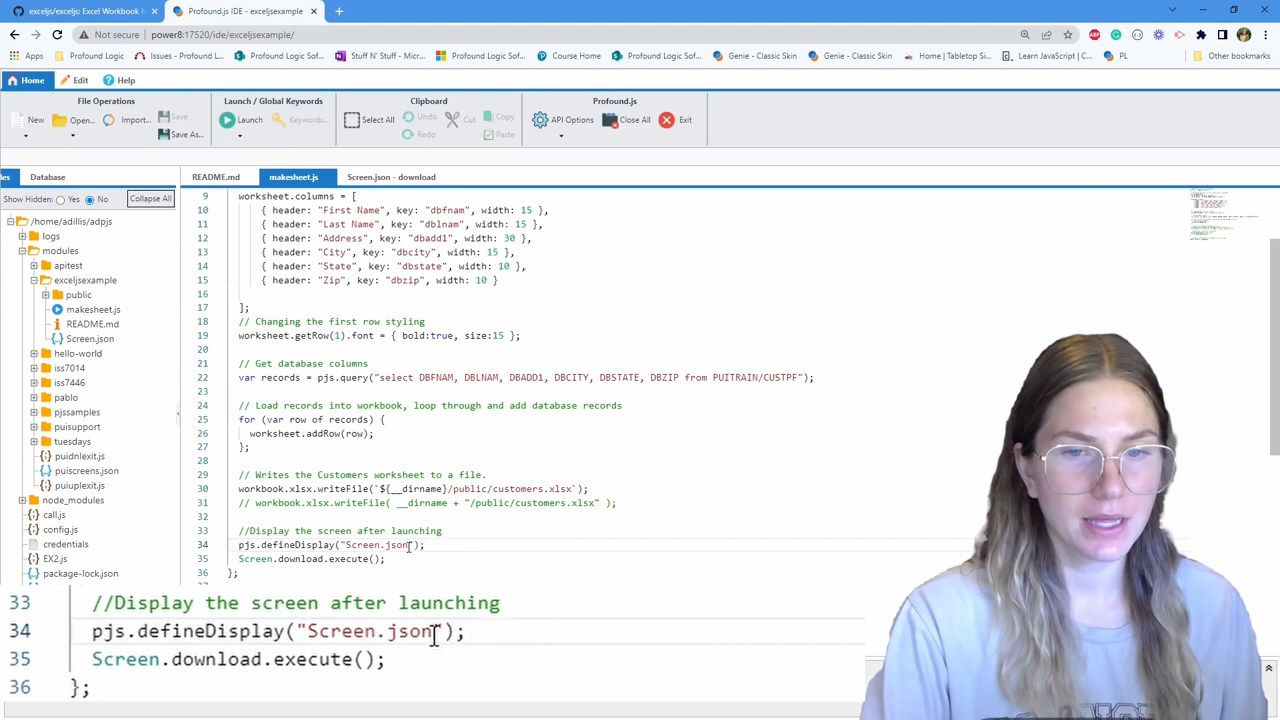 exceljs/exceljs: Excel Workbook M
Profound.js IDE - exceljsexample
Not secure
power8:17520/ide/exceljsexample/
Apps
Profound Logic
Issues - Profound L...
Profound Logic Sof...
Stuff N' Stuff - Micr...
Profound Logic Soft...
Course Home
Profound Logic Sof...
Genie - Classic Skin
Genie - Classic Skin
Home | Tabletop Si...
Learn JavaScript | C...
PL
Other bookmarks
Home
Edit
Help
File Operations
Launch / Global Keywords
Clipboard
Profound.js
New
Open...
Import...
Save
Save As...
Launch
Keywords...
Select All
Undo
Redo
Cut
Copy
Paste
API Options
Close All
Exit
Database
README.md
makesheet.js
Screen.json - download
Show Hidden:
Yes
No
Collapse All
/home/adillis/adpjs
logs
modules
apitest
exceljsexample
public
makesheet.js
README.md
Screen.json
hello-world
iss7014
iss7446
pablo
pjssamples
puisupport
tuesdays
puidnlexit.js
puiscreens.json
puiuplexit.js
node_modules
call.js
config.js
credentials
EX2.js
package-lock.json
9 worksheet.columns = [
10 { header: "First Name", key: "dbfnam", width: 15 },
11 { header: "Last Name", key: "dblnam", width: 15 },
12 { header: "Address", key: "dbadd1", width: 30 },
13 { header: "City", key: "dbcity", width: 15 },
14 { header: "State", key: "dbstate", width: 10 },
15 { header: "Zip", key: "dbzip", width: 10 }
16
17 ];
18 // Changing the first row styling
19 worksheet.getRow(1).font = { bold:true, size:15 };
20
21 // Get database columns
22 var records = pjs.query("select DBFNAM, DBLNAM, DBADD1, DBCITY, DBSTATE, DBZIP from PUITRAIN/CUSTPF");
23
24 // Load records into workbook, loop through and add database records
25 for (var row of records) {
26 worksheet.addRow(row);
27 };
28
29 // Writes the Customers worksheet to a file.
30 workbook.xlsx.writeFile(`${__dirname}/public/customers.xlsx`);
31 // workbook.xlsx.writeFile( __dirname + "/public/customers.xlsx" );
32
33 //Display the screen after launching
34 pjs.defineDisplay("Screen.json");
35 Screen.download.execute();
36 };
33 //Display the screen after launching
34 pjs.defineDisplay("Screen.json");
35 Screen.download.execute();
36 };